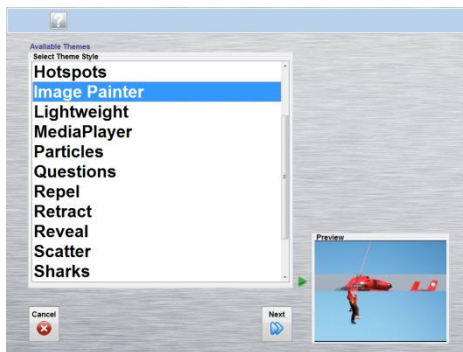 ?
Available Themes
Select Theme Style
Hotspots
Image Painter
Lightweight
MediaPlayer
Particles
Questions
Repel
Retract
Reveal
Scatter
Sharks
Preview
Cancel
Next